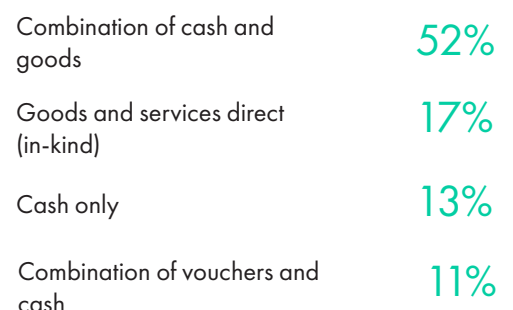 Combination of cash and
goods
52%
Goods and services direct
(in-kind)
17%
Cash only
13%
Combination of vouchers and
cash
11%